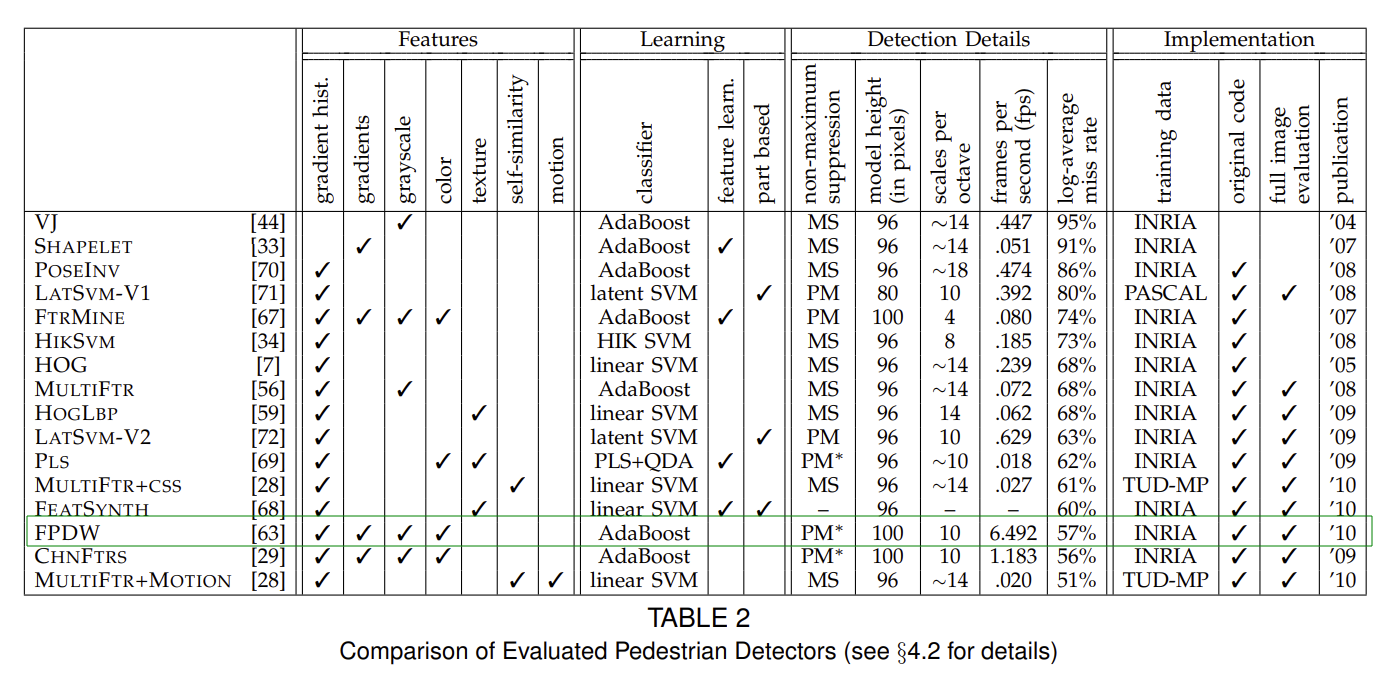 Features Learning Detection Details Implementation
gradient hist. gradients grayscale color texture self-similarity motion classifier feature learn. part based non-maximum suppression model height (in pixels) scales per octave frames per second (fps) log-average miss rate training data original code full image evaluation publication
VJ [44] ✓ AdaBoost MS 96 ∼14 .447 95% INRIA ’04
SHAPELET [33] ✓ AdaBoost ✓ MS 96 ∼14 .051 91% INRIA ’07
POSEINV [70] ✓ AdaBoost MS 96 ∼18 .474 86% INRIA ✓ ’08
LATSVM-V1 [71] ✓ latent SVM ✓ PM 80 10 .392 80% PASCAL ✓ ✓ ’08
FTRMINE [67] ✓ ✓ ✓ ✓ AdaBoost ✓ PM 100 4 .080 74% INRIA ✓ ’07
HIKSVM [34] ✓ HIK SVM MS 96 8 .185 73% INRIA ✓ ’08
HOG [7] ✓ linear SVM MS 96 ∼14 .239 68% INRIA ✓ ’05
MULTIFTR [56] ✓ ✓ AdaBoost MS 96 ∼14 .072 68% INRIA ✓ ✓ ’08
HOGLBP [59] ✓ ✓ linear SVM MS 96 14 .062 68% INRIA ✓ ✓ ’09
LATSVM-V2 [72] ✓ latent SVM ✓ PM 96 10 .629 63% INRIA ✓ ✓ ’09
PLS [69] ✓ ✓ ✓ PLS+QDA ✓ PM* 96 ∼10 .018 62% INRIA ✓ ✓ ’09
MULTIFTR+CSS [28] ✓ ✓ linear SVM MS 96 ∼14 .027 61% TUD-MP ✓ ✓ ’10
FEATSYNTH [68] ✓ ✓ linear SVM ✓ ✓ – 96 – – 60% INRIA ✓ ✓ ’10
FPDW [63] ✓ ✓ ✓ ✓ AdaBoost PM* 100 10 6.492 57% INRIA ✓ ✓ ’10
CHNFTRS [29] ✓ ✓ ✓ ✓ AdaBoost PM* 100 10 1.183 56% INRIA ✓ ✓ ’09
MULTIFTR+MOTION [28] ✓ ✓ ✓ linear SVM MS 96 ∼14 .020 51% TUD-MP ✓ ✓ ’10
TABLE 2
Comparison of Evaluated Pedestrian Detectors (see §4.2 for details)